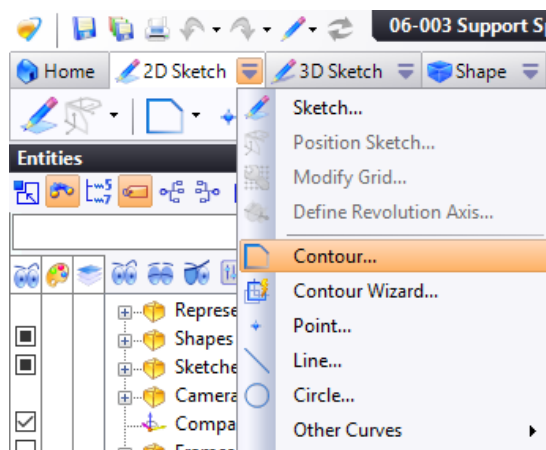 06-003 Support Sp
Home
2D Sketch
3D Sketch
Shape
Sketch...
Position Sketch...
Entities
Modify Grid...
Define Revolution Axis...
Contour...
Contour Wizard...
Represe
Point...
Shapes
Line...
Sketche
Camera
Circle...
Compa
Other Curves